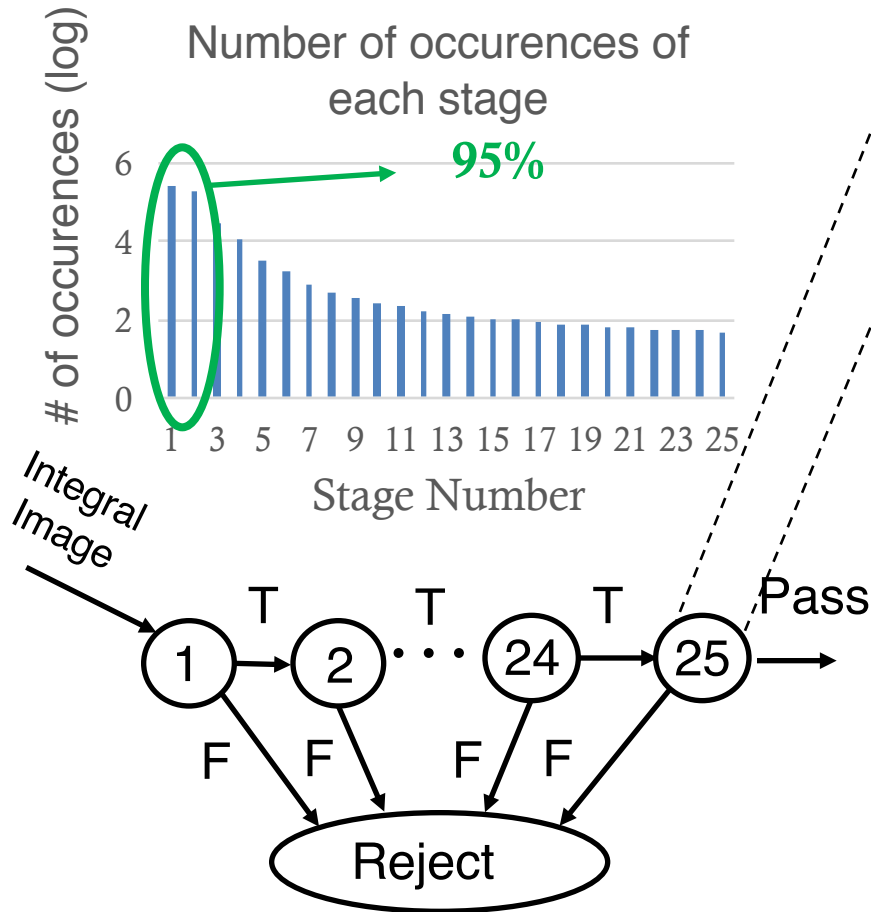 Number of occurences of
each stage
# of occurences (log)
95%
6
4
2
0
1 3 5 7 9 11 13 15 17 19 21 23 25
Stage Number
Integral
Image
T T T Pass
1 2 ... 24 25
F F F F
Reject